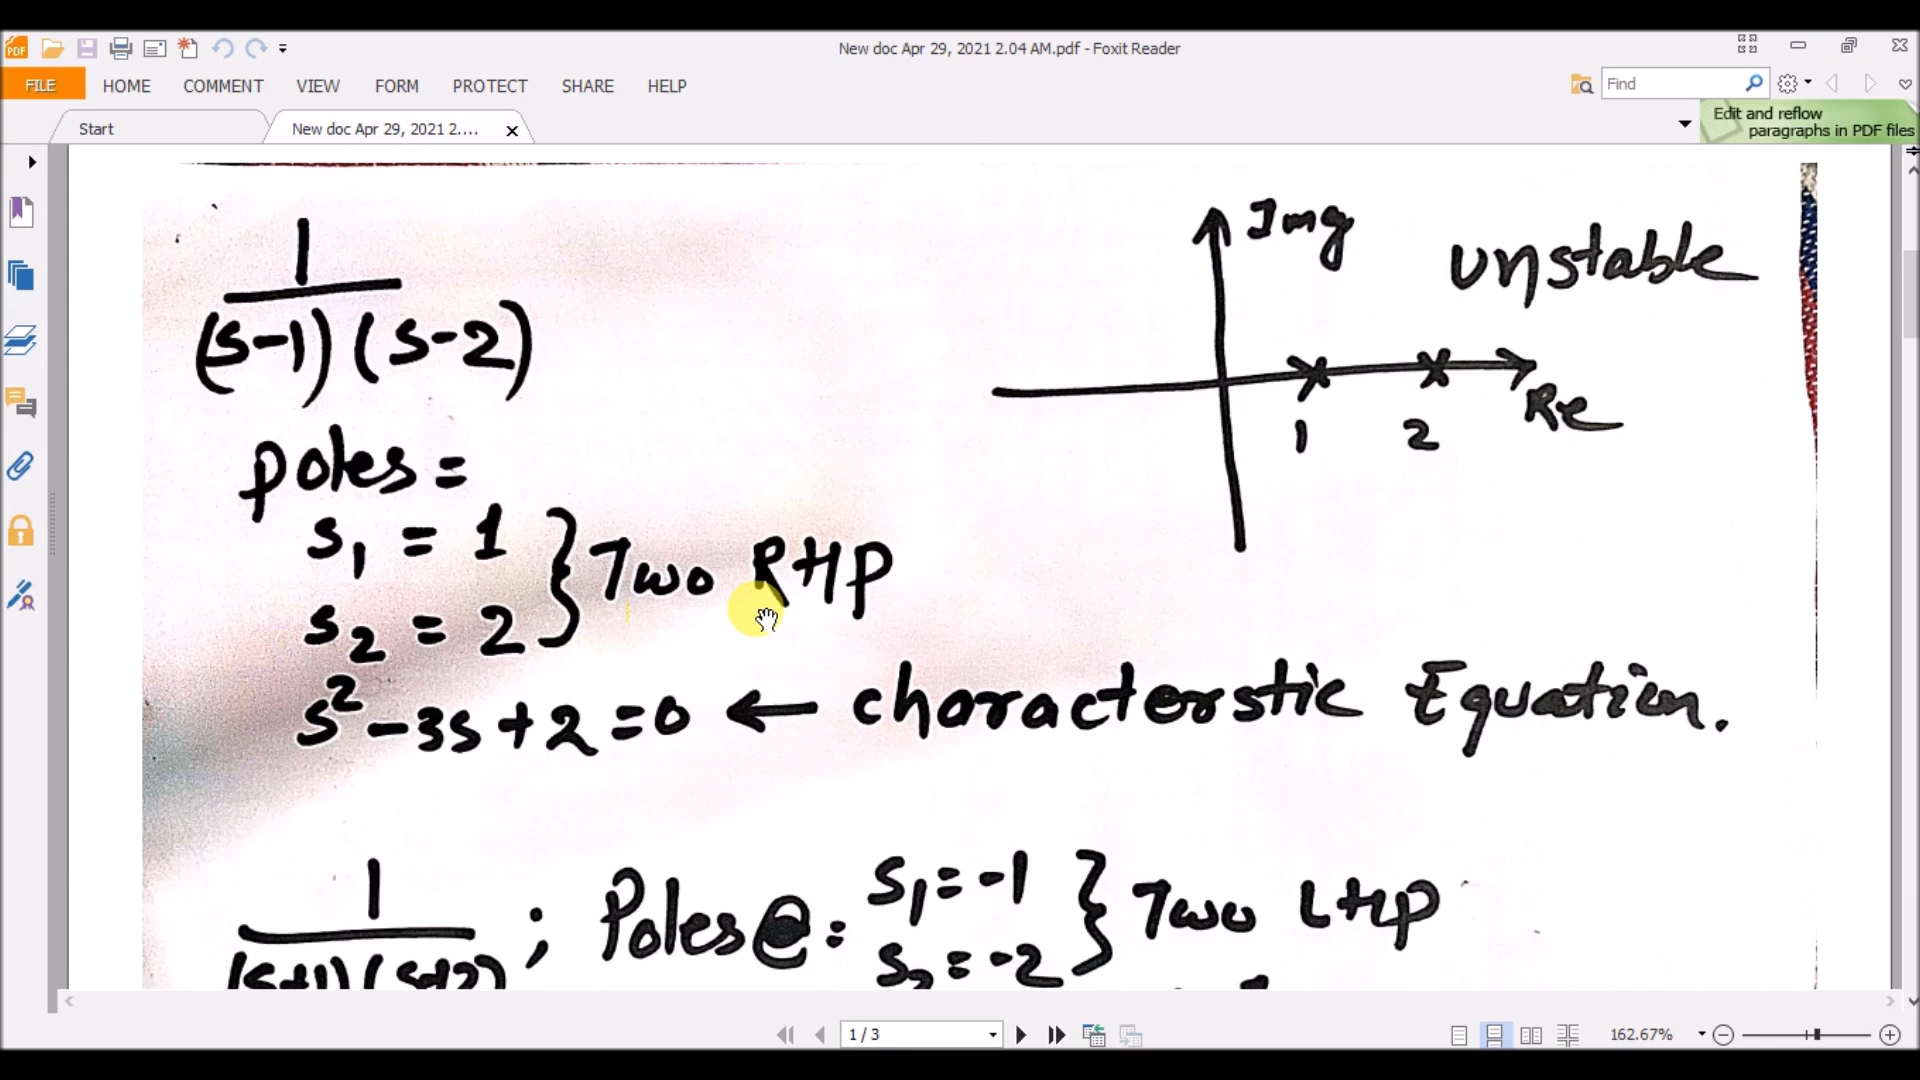 New doc Apr 29, 2021 2.04 AM.pdf - Foxit Reader
FILE HOME COMMENT VIEW FORM PROTECT SHARE HELP
Find
Start
New doc Apr 29, 2021 2....
Edit and reflow
paragraphs in PDF files
1
(s-1)(s-2)
Img
unstable
Re
1 2
poles =
s1 = 1
s2 = 2
} Two RHP
s²-3s+2=0 ← characterstic Equation.
1
(s+1)(s+2)
; Poles @:
s1=-1
s2=-2
} Two LHP
1 / 3
162.67%